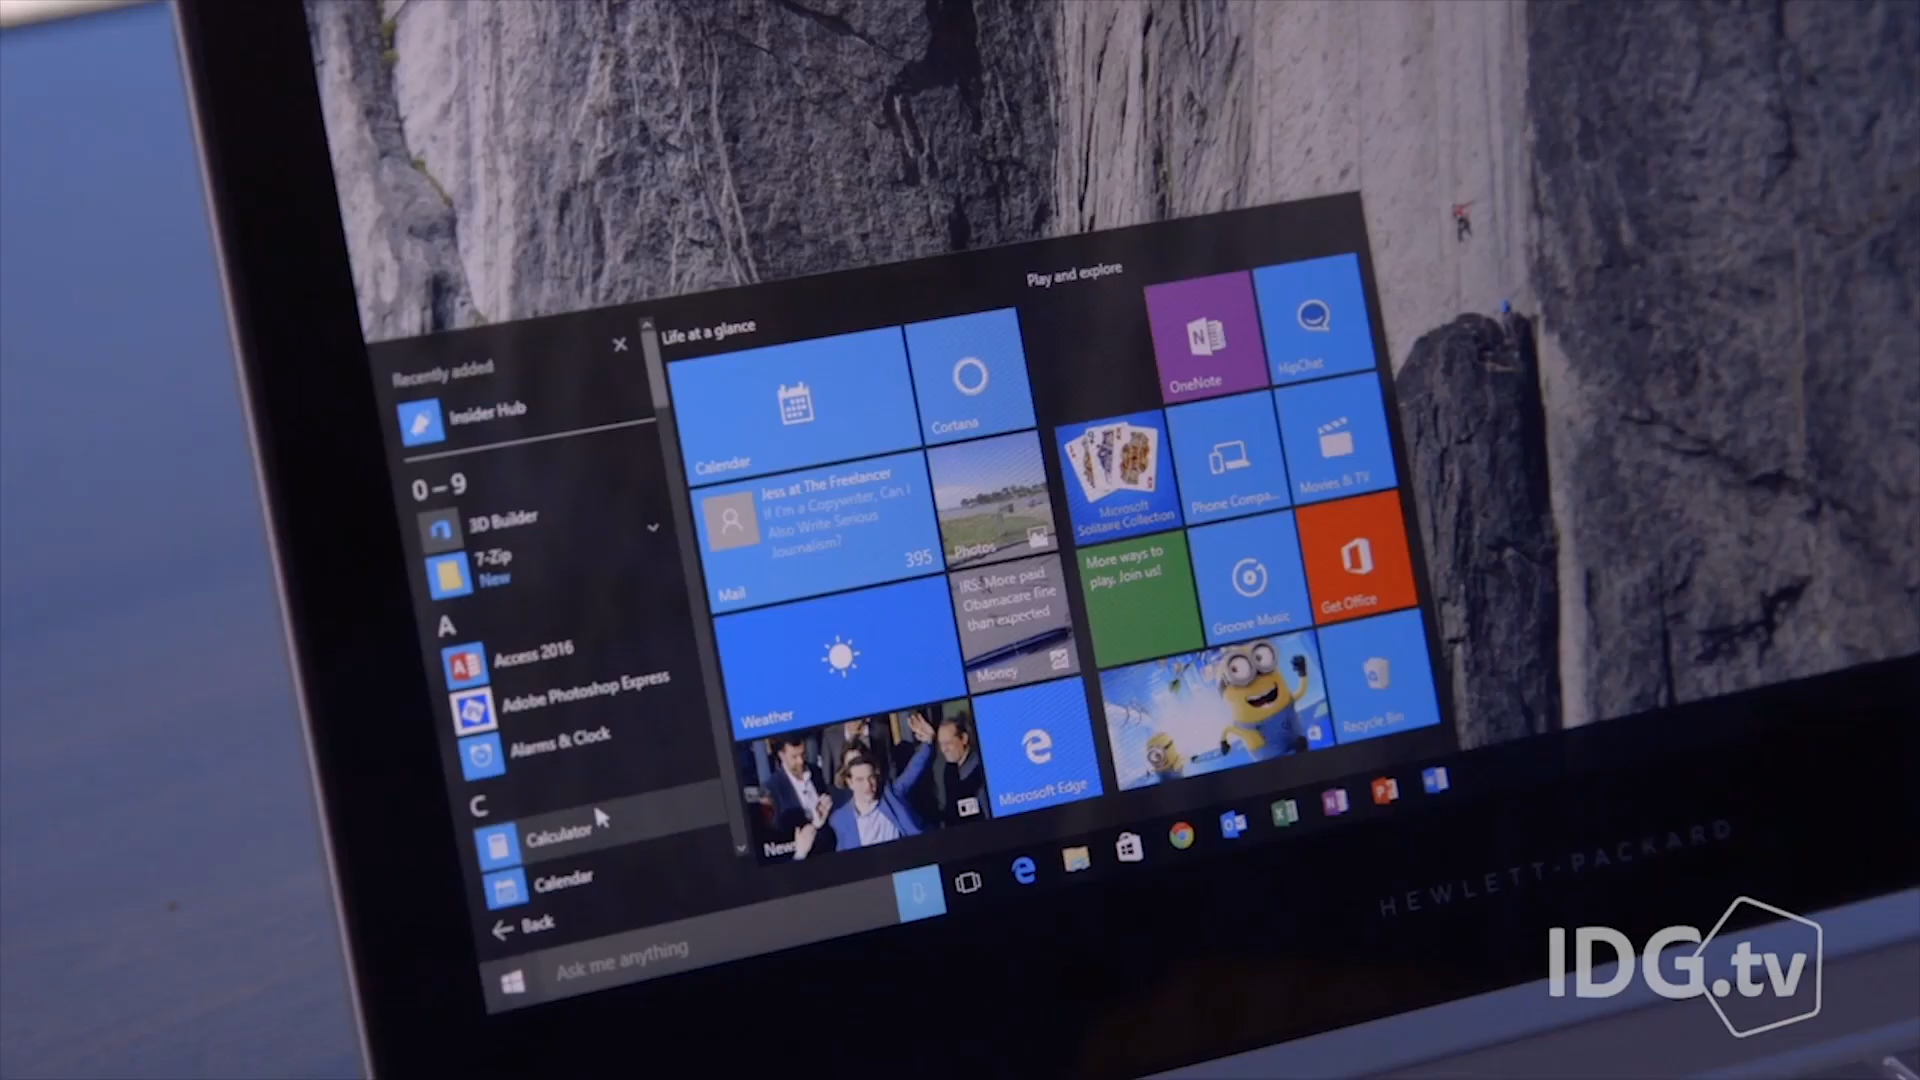 Recently added
Insider Hub
0 – 9
3D Builder
7-Zip
New
A
Access 2016
Adobe Photoshop Express
Alarms & Clock
C
Calculator
Calendar
Back
Ask me anything
Life at a glance
Calendar
Cortana
Jess at The Freelancer
If I'm a Copywriter, Can I
Also Write Serious
Journalism?
395
Mail
Photos
IRS: More paid
Obamacare fine
than expected
Money
Weather
News
Microsoft Edge
Play and explore
OneNote
HipChat
Microsoft
Solitaire Collection
Phone Compa...
Movies & TV
More ways to
play. Join us!
Groove Music
Get Office
Recycle Bin
HEWLETT-PACKARD
IDG.tv